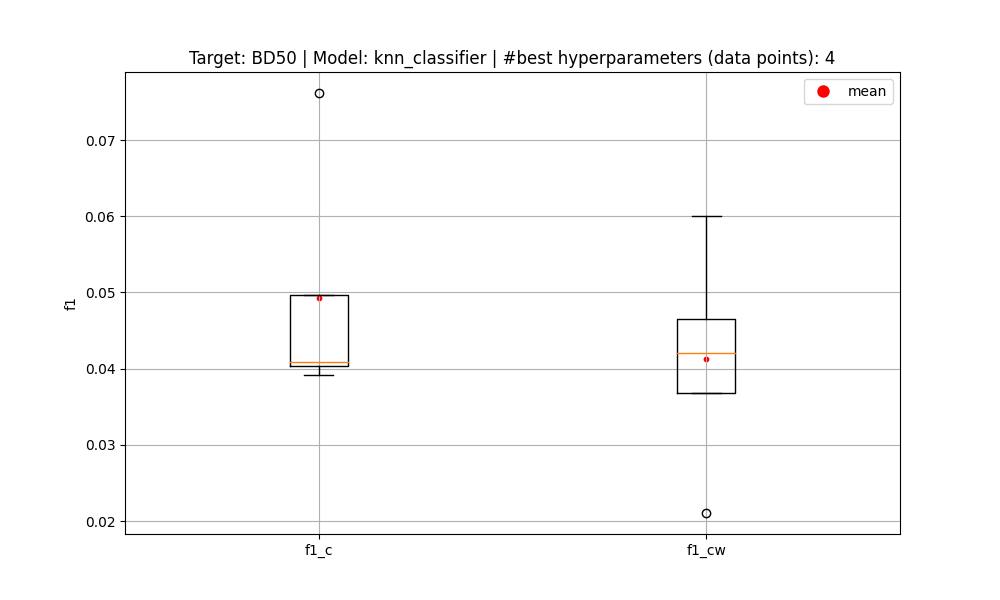 Target: BD50 | Model: knn_classifier | #best hyperparameters (data points): 4
mean
0.07
0.06
0.05
0.04
0.03
0.02
f1
f1_c
f1_cw